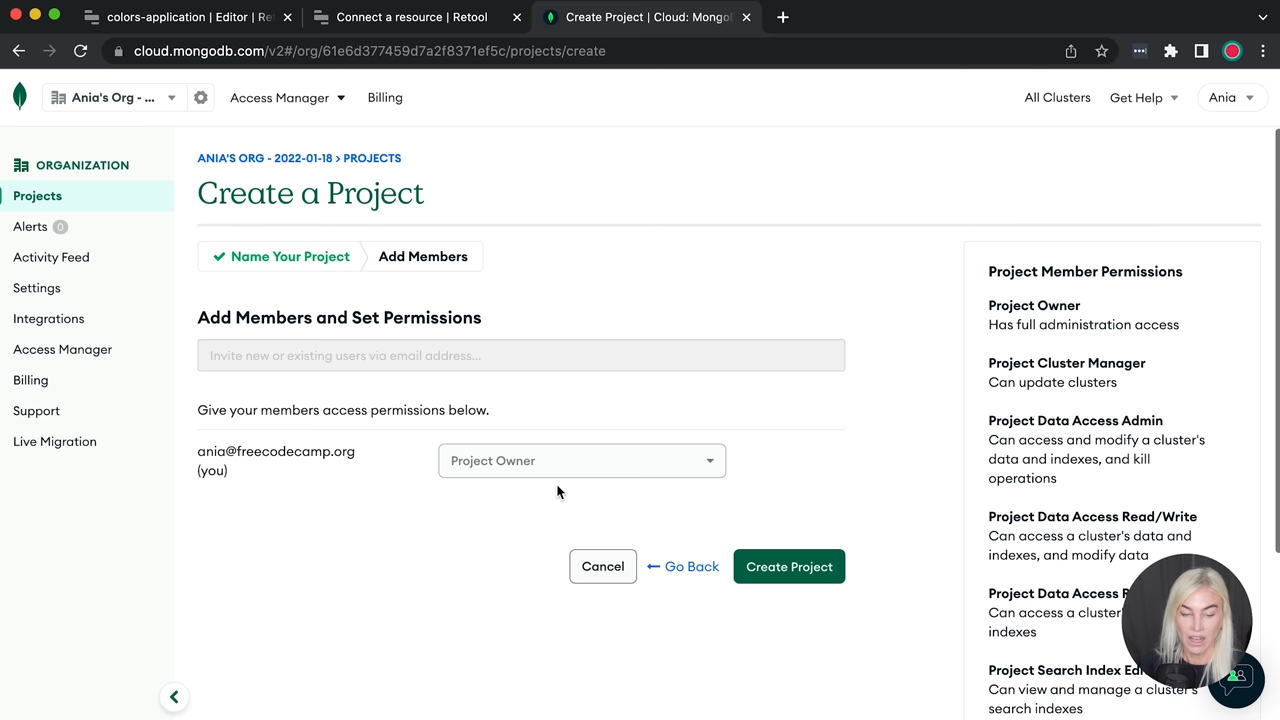 colors-application | Editor | Ret
Connect a resource | Retool
Create Project | Cloud: MongoD
cloud.mongodb.com/v2#/org/61e6d377459d7a2f8371ef5c/projects/create
Ania's Org - ...
Access Manager
Billing
All Clusters
Get Help
Ania
ORGANIZATION
Projects
Alerts 0
Activity Feed
Settings
Integrations
Access Manager
Billing
Support
Live Migration
ANIA'S ORG - 2022-01-18 > PROJECTS
Create a Project
Name Your Project
Add Members
Add Members and Set Permissions
Invite new or existing users via email address...
Give your members access permissions below.
ania@freecodecamp.org
(you)
Project Owner
Cancel
Go Back
Create Project
Project Member Permissions
Project Owner
Has full administration access
Project Cluster Manager
Can update clusters
Project Data Access Admin
Can access and modify a cluster's
data and indexes, and kill
operations
Project Data Access Read/Write
Can access a cluster's data and
indexes, and modify data
Project Data Access
Can access a cluster'
indexes
Project Search Index
Can view and manage a cluster's
search indexes